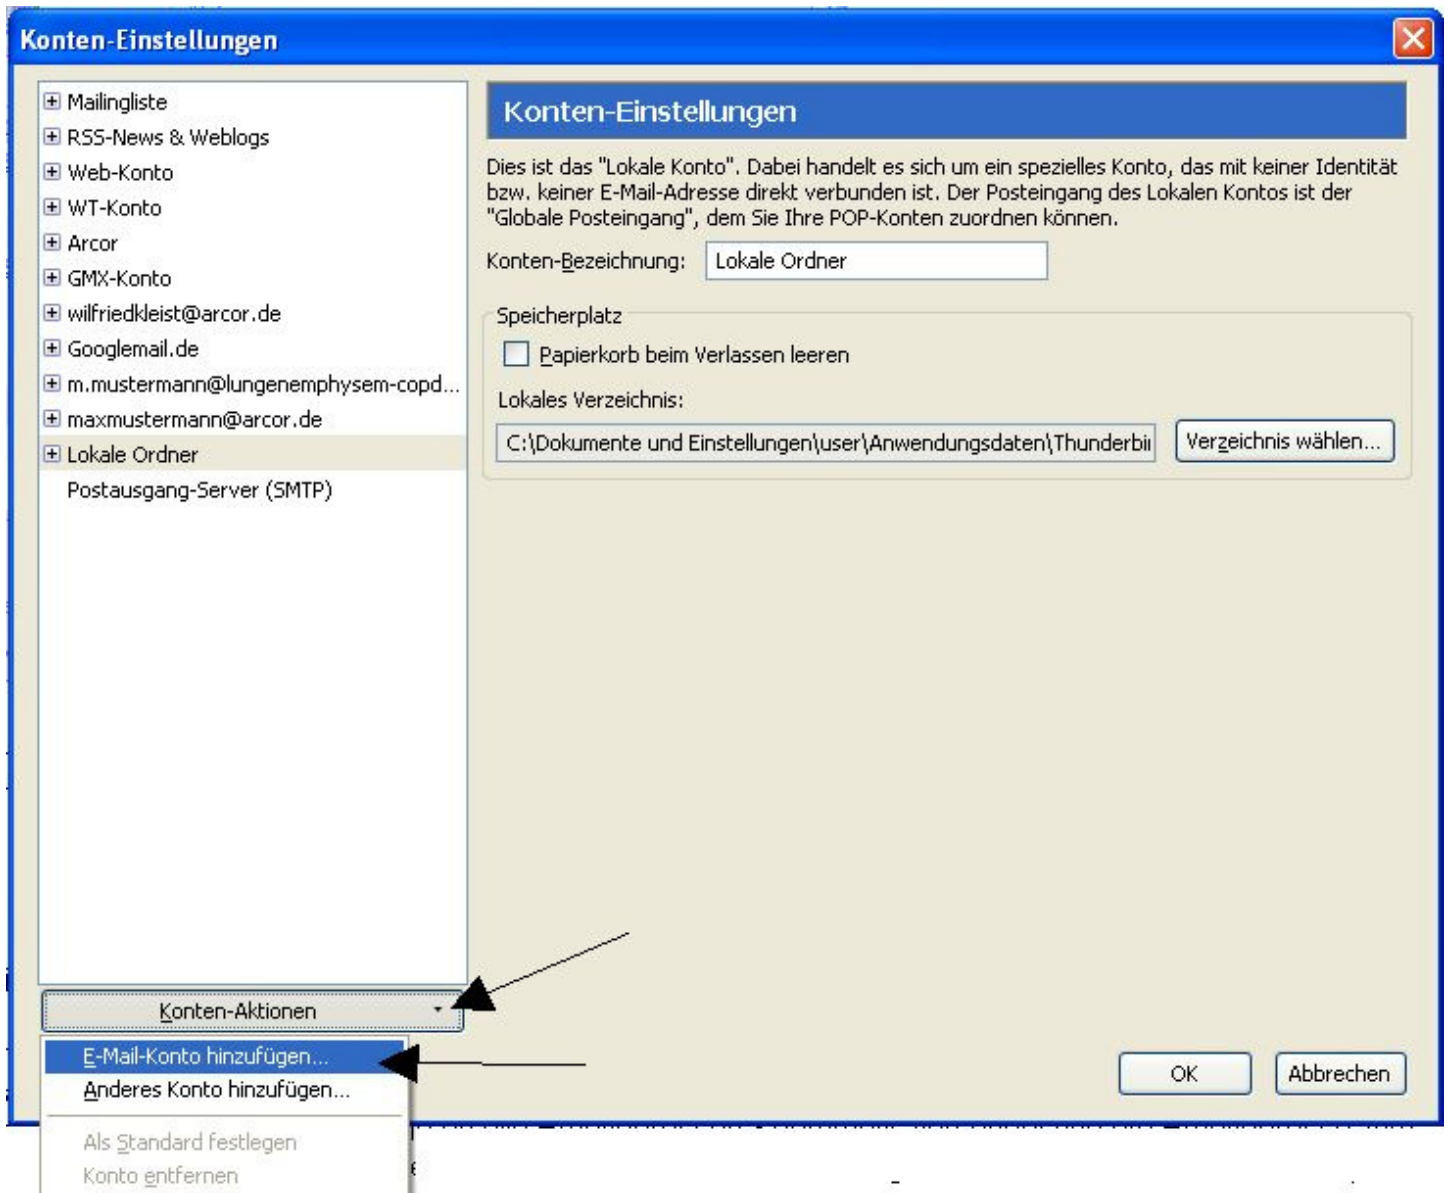 Konten-Einstellungen
Mailingliste
RSS-News & Weblogs
Web-Konto
WT-Konto
Arcor
GMX-Konto
wilfriedkleist@arcor.de
Googlemail.de
m.mustermann@lungenemphysem-copd...
maxmustermann@arcor.de
Lokale Ordner
Postausgang-Server (SMTP)
Konten-Aktionen
E-Mail-Konto hinzufügen...
Anderes Konto hinzufügen...
Als Standard festlegen
Konto entfernen
Konten-Einstellungen
Dies ist das "Lokale Konto". Dabei handelt es sich um ein spezielles Konto, das mit keiner Identität
bzw. keiner E-Mail-Adresse direkt verbunden ist. Der Posteingang des Lokalen Kontos ist der
"Globale Posteingang", dem Sie Ihre POP-Konten zuordnen können.
Konten-Bezeichnung: Lokale Ordner
Speicherplatz
Papierkorb beim Verlassen leeren
Lokales Verzeichnis:
C:\Dokumente und Einstellungen\user\Anwendungsdaten\Thunderbi Verzeichnis wählen...
OK Abbrechen